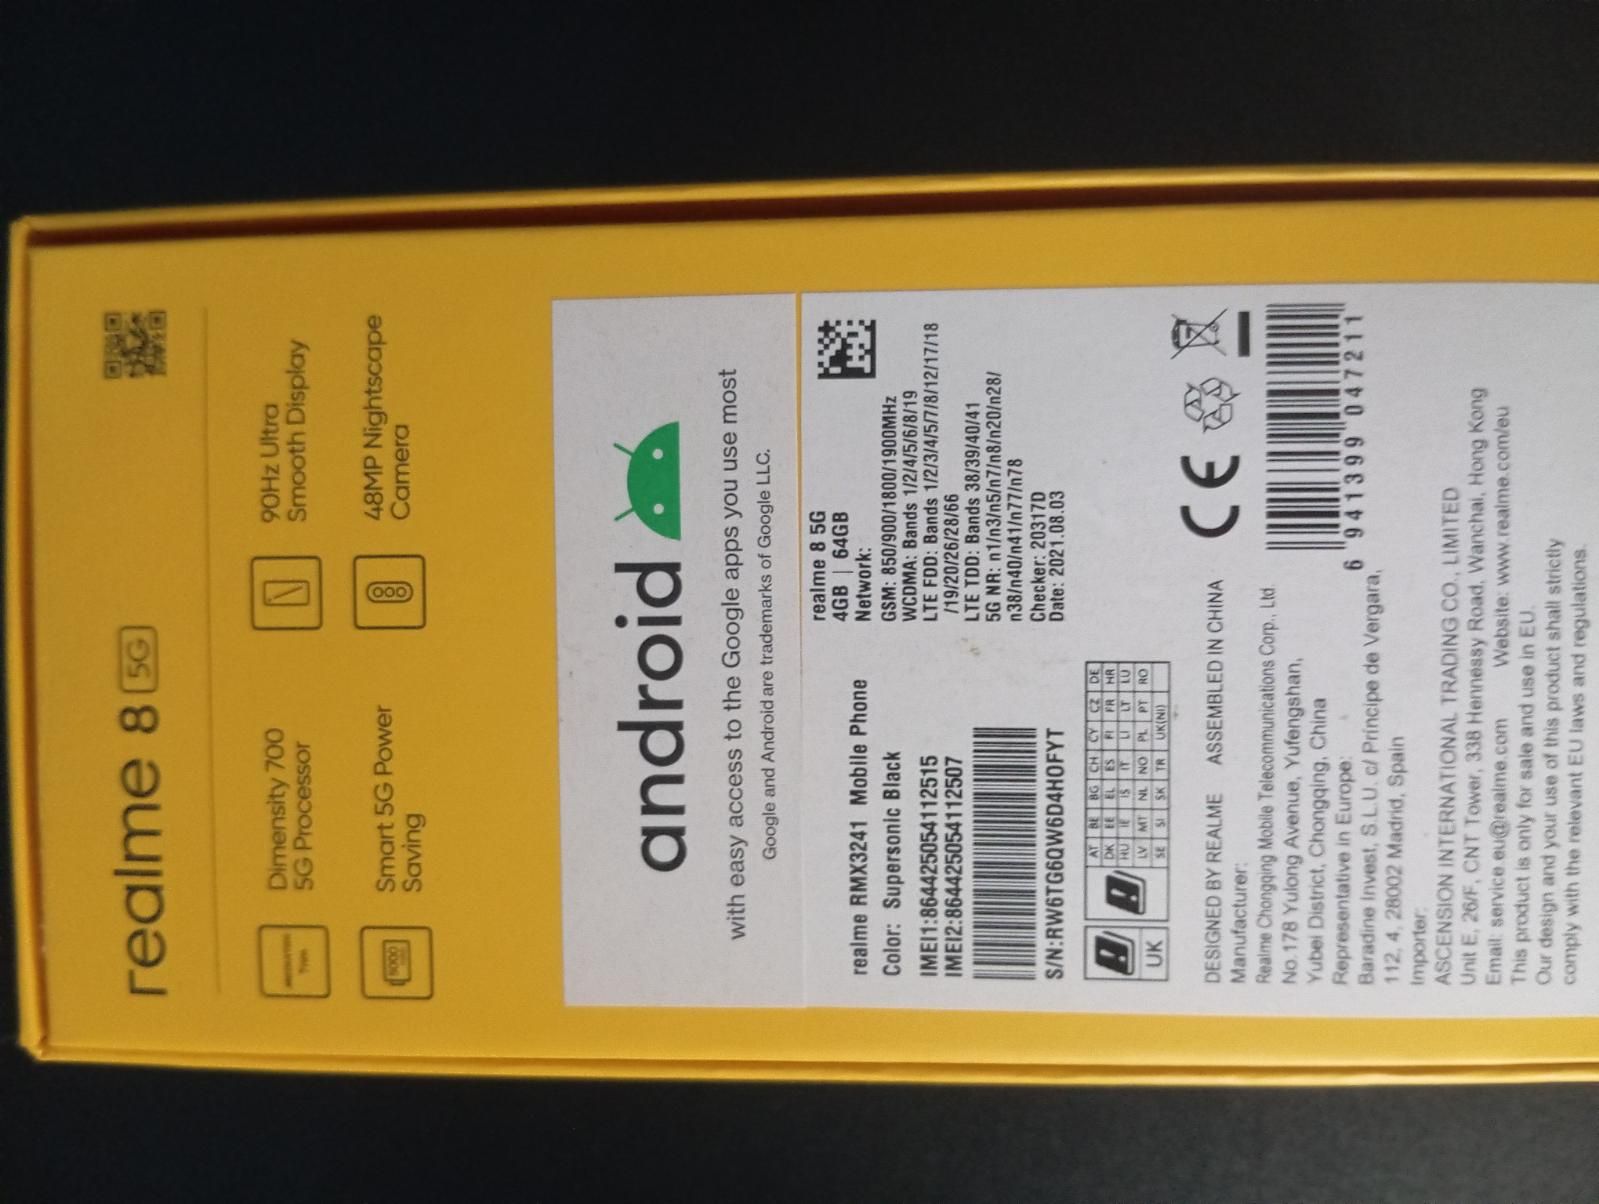 realme 8 5G
Dimensity 700
5G Processor
90Hz Ultra
Smooth Display
5000
Smart 5G Power
Saving
48MP Nightscape
Camera
android
with easy access to the Google apps you use most
Google and Android are trademarks of Google LLC.
realme RMX3241 Mobile Phone
Color: Supersonic Black
IMEI1:864425054112515
IMEI2:864425054112507
S/N:RW6TG6QW6D4HOFYT
realme 8 5G
4GB | 64GB
Network:
GSM: 850/900/1800/1900MHz
WCDMA: Bands 1/2/4/5/6/8/19
LTE FDD: Bands 1/2/3/4/5/7/8/12/17/18
/19/20/26/28/66
LTE TDD: Bands 38/39/40/41
5G NR: n1/n3/n5/n7/n8/n20/n28/
n38/n40/n41/n77/n78
Checker: 20317D
Date: 2021.08.03
UK
AT BE BG CH CY CZ DE
DK EE EL ES FI FR HR
HU IE IS IT LI LT LU
LV MT NL NO PL PT RO
SE SI SK TR UK(NI)
DESIGNED BY REALME ASSEMBLED IN CHINA
CE
Manufacturer:
Realme Chongqing Mobile Telecommunications Corp., Ltd.
No.178 Yulong Avenue, Yufengshan,
Yubei District, Chongqing, China
Representative in Europe:
Baradine Invest, S.L.U. c/ Principe de Vergara,
112, 4, 28002 Madrid, Spain
6 941399 047211
Importer:
ASCENSION INTERNATIONAL TRADING CO., LIMITED
Unit E, 26/F, CNT Tower, 338 Hennessy Road, Wanchai, Hong Kong
Email: service.eu@realme.com Website: www.realme.com/eu
This product is only for sale and use in EU.
Our design and your use of this product shall strictly
comply with the relevant EU laws and regulations.